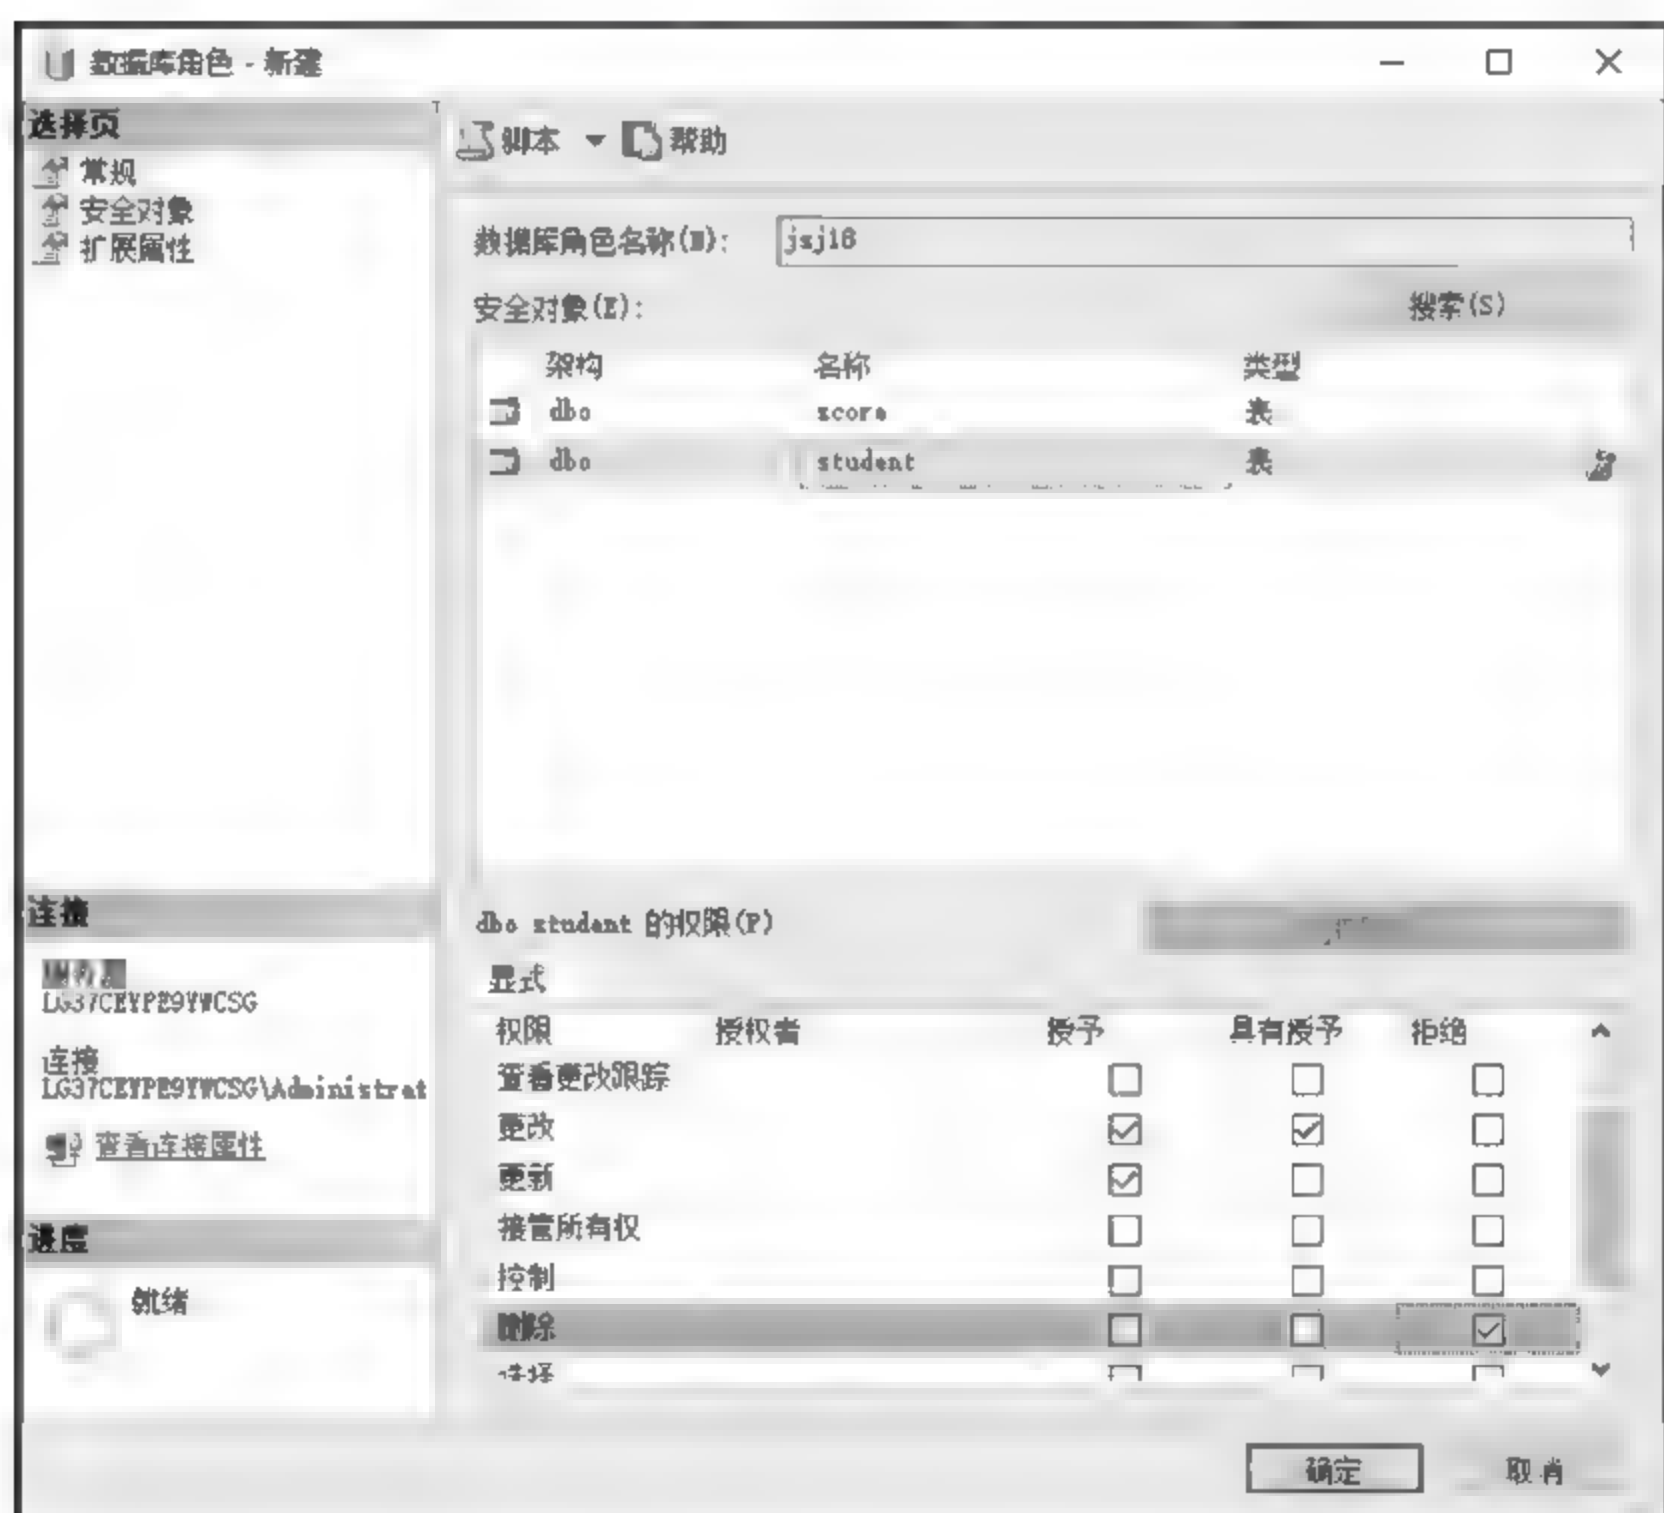 数据库角色 - 新建
选择页
常规
安全对象
扩展属性
脚本 帮助
数据库角色名称(N): jsj16
安全对象(E): 搜索(S)
架构 名称 类型
dbo score 表
dbo student 表
连接
LG37CEYPE9YWCSG
连接
LG37CEYPE9YWCSG\Administrat
查看连接属性
进度
就绪
dbo student 的权限(P)
显式
权限 授权者 授予 具有授予 拒绝
查看更改跟踪
更改
更新
接管所有权
控制
删除
选择
确定 取消